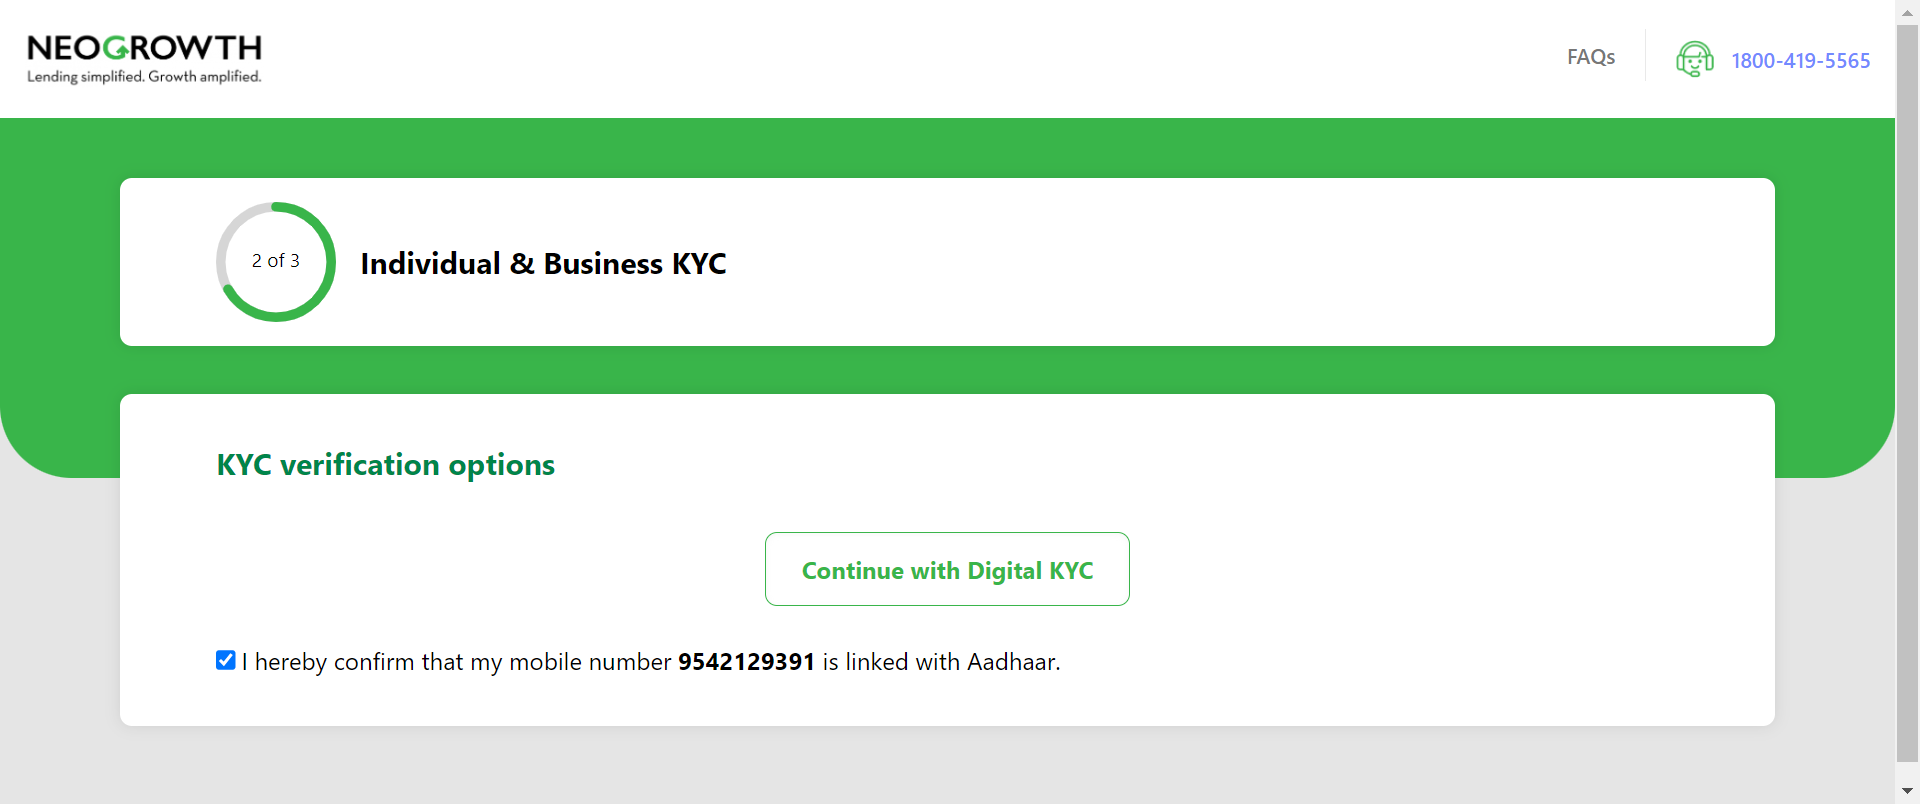 NEOGROWTH
Lending simplified. Growth amplified.
FAQs
1800-419-5565
2 of 3
Individual & Business KYC
KYC verification options
Continue with Digital KYC
I hereby confirm that my mobile number 9542129391 is linked with Aadhaar.